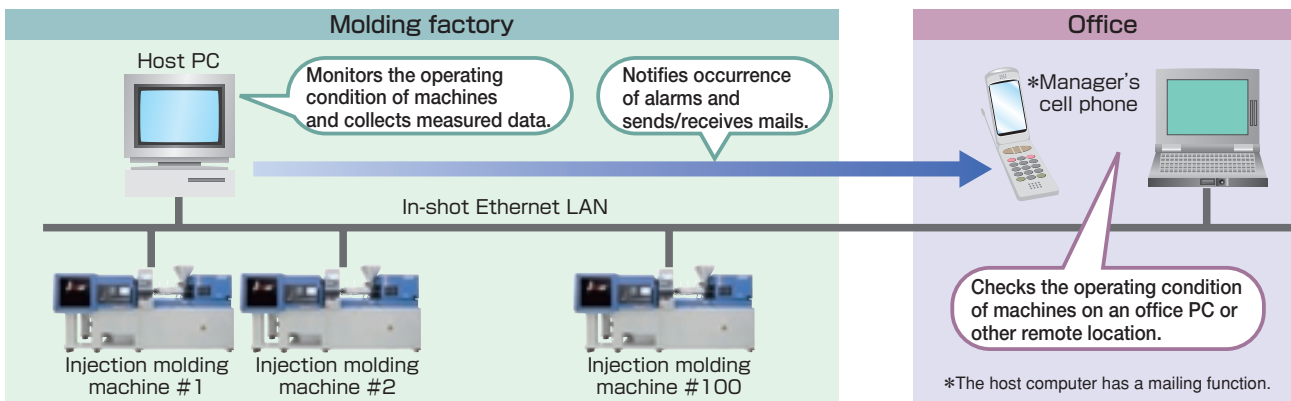 Molding factory
Office
Host PC
Monitors the operating
condition of machines
and collects measured data.
Notifies occurrence
of alarms and
sends/receives mails.
*Manager's
cell phone
In-shot Ethernet LAN
Checks the operating condition
of machines on an office PC or
other remote location.
Injection molding
machine #1
Injection molding
machine #2
Injection molding
machine #100
*The host computer has a mailing function.